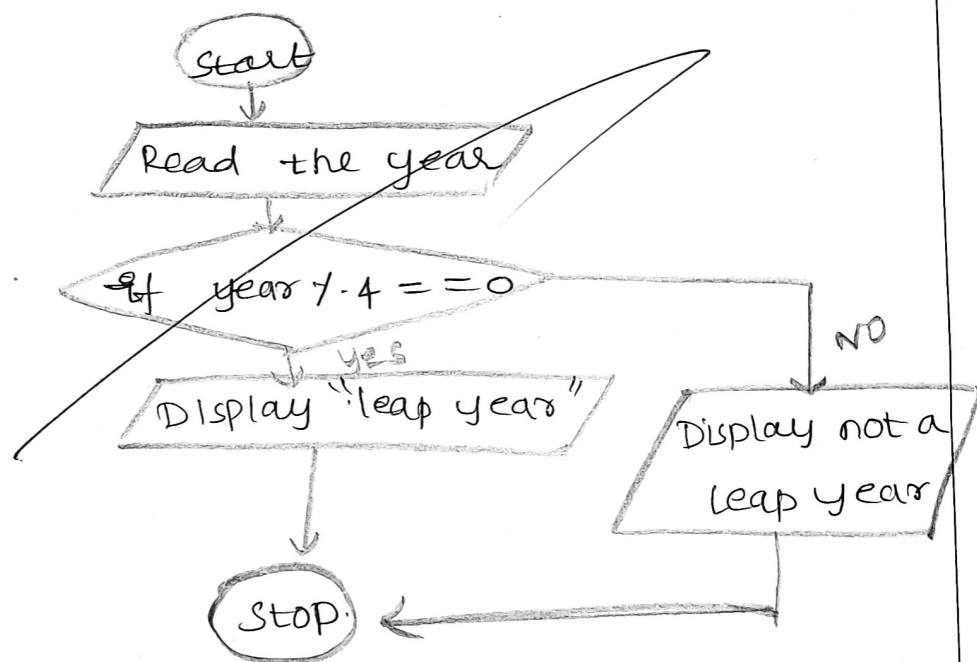 Start
Read the year
if year % 4 = = 0
yes
NO
Display "leap year"
Display not a
leap year
Stop.